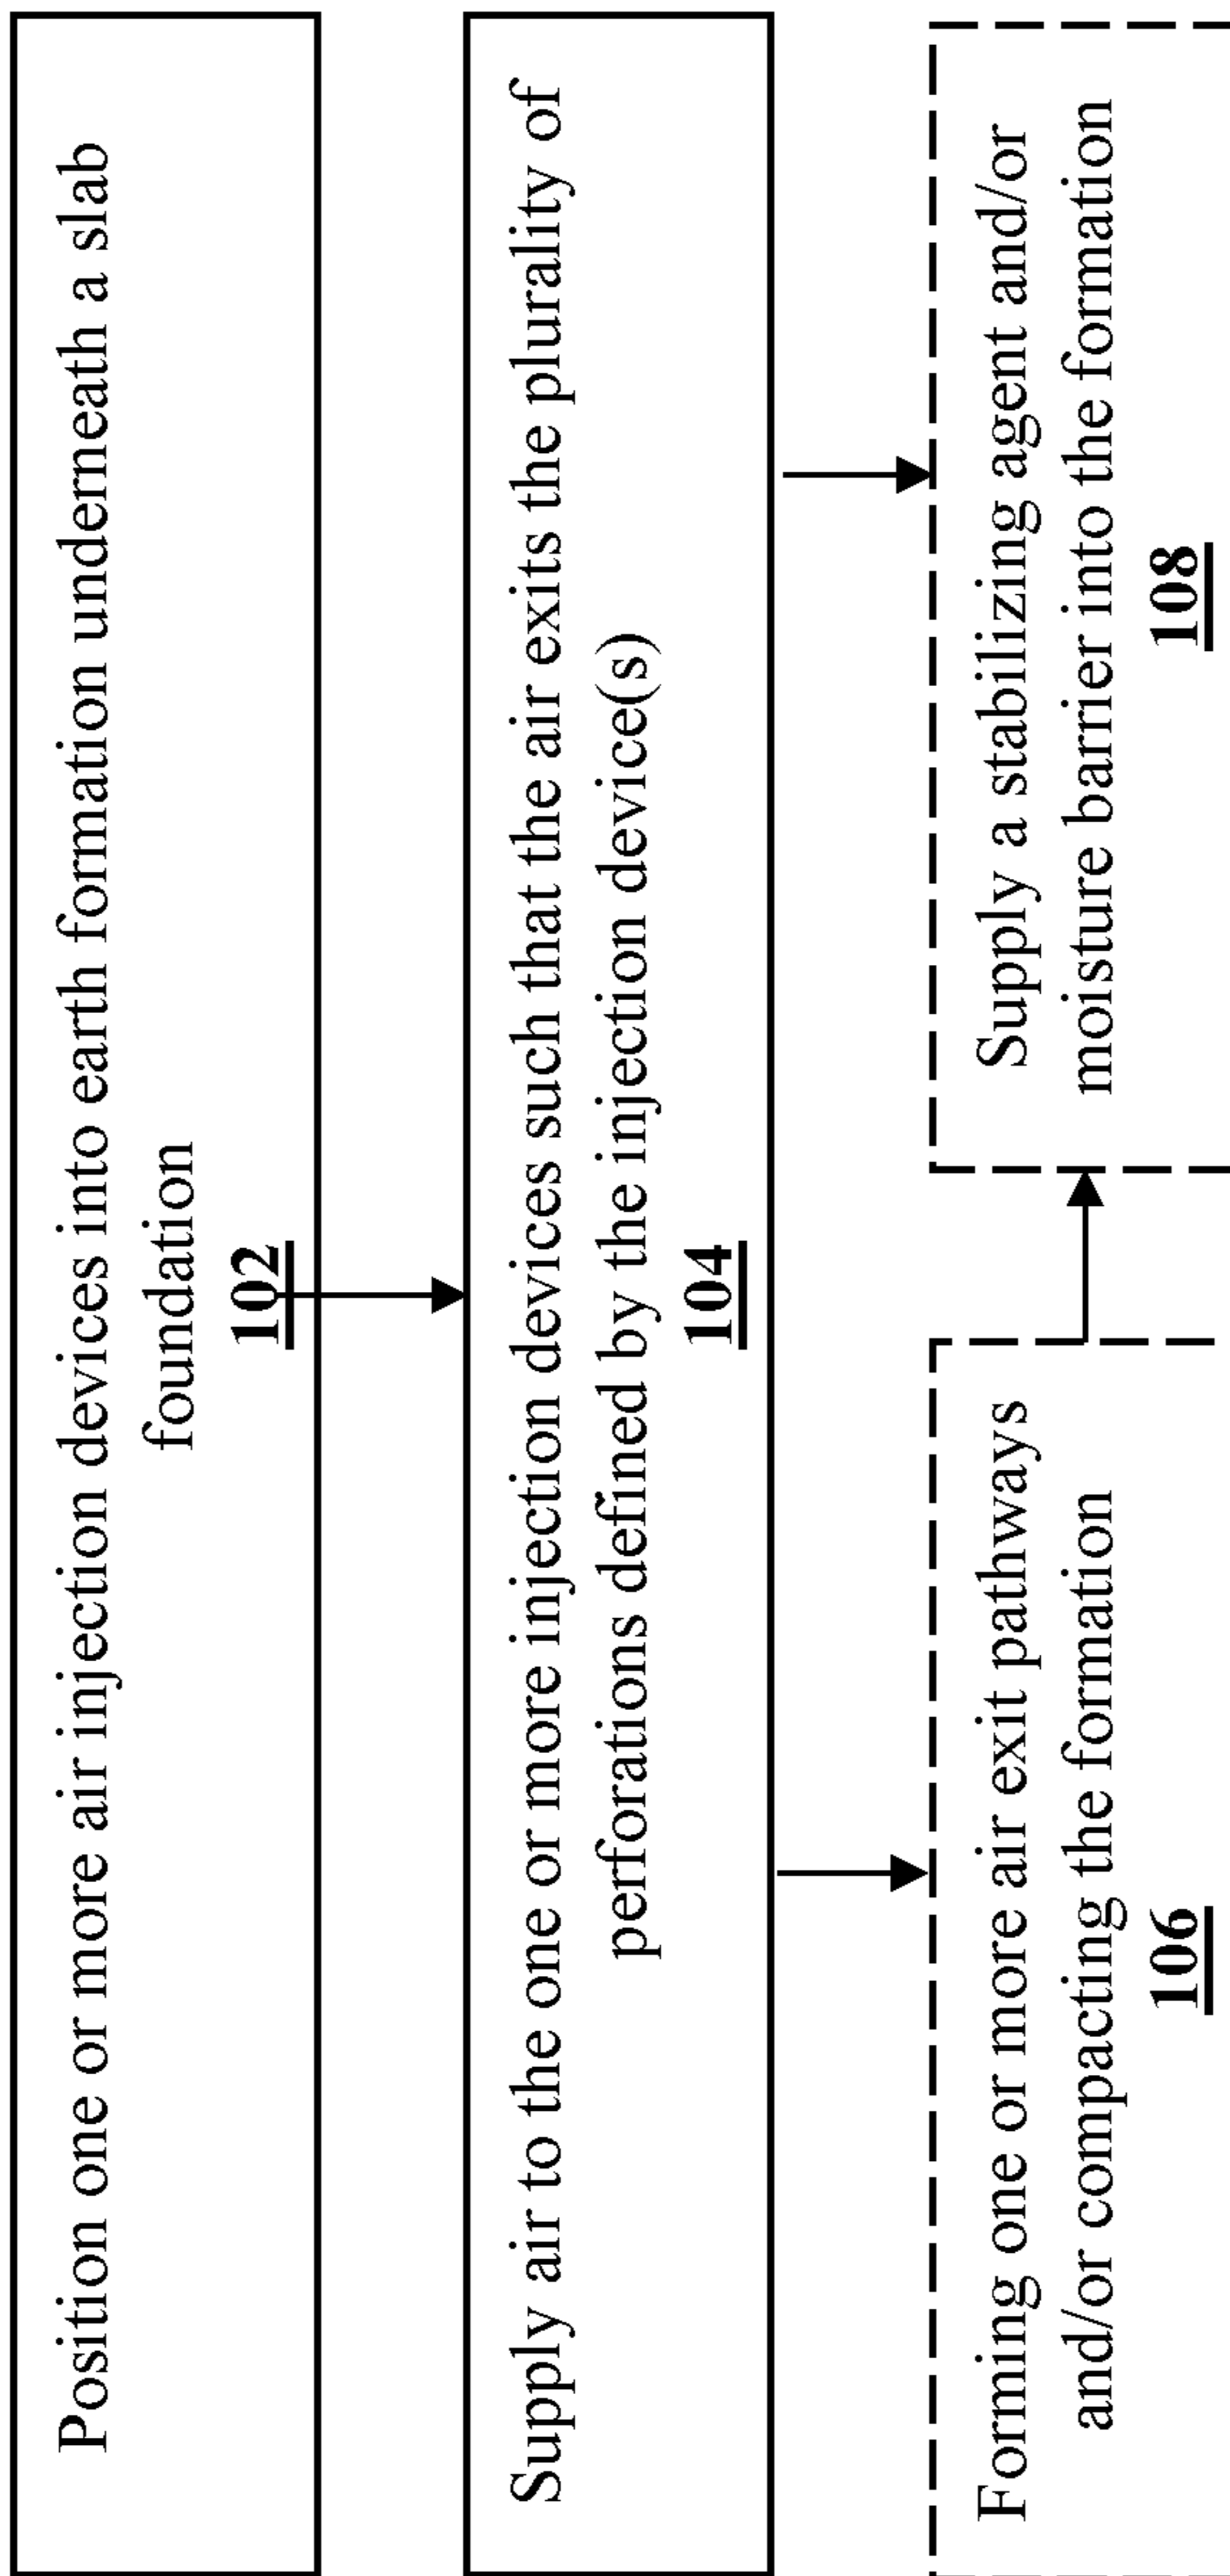 Position one or more air injection devices into earth formation underneath a slab
foundation
102
Supply air to the one or more injection devices such that the air exits the plurality of
perforations defined by the injection device(s)
104
Forming one or more air exit pathways
and/or compacting the formation
106
Supply a stabilizing agent and/or
moisture barrier into the formation
108